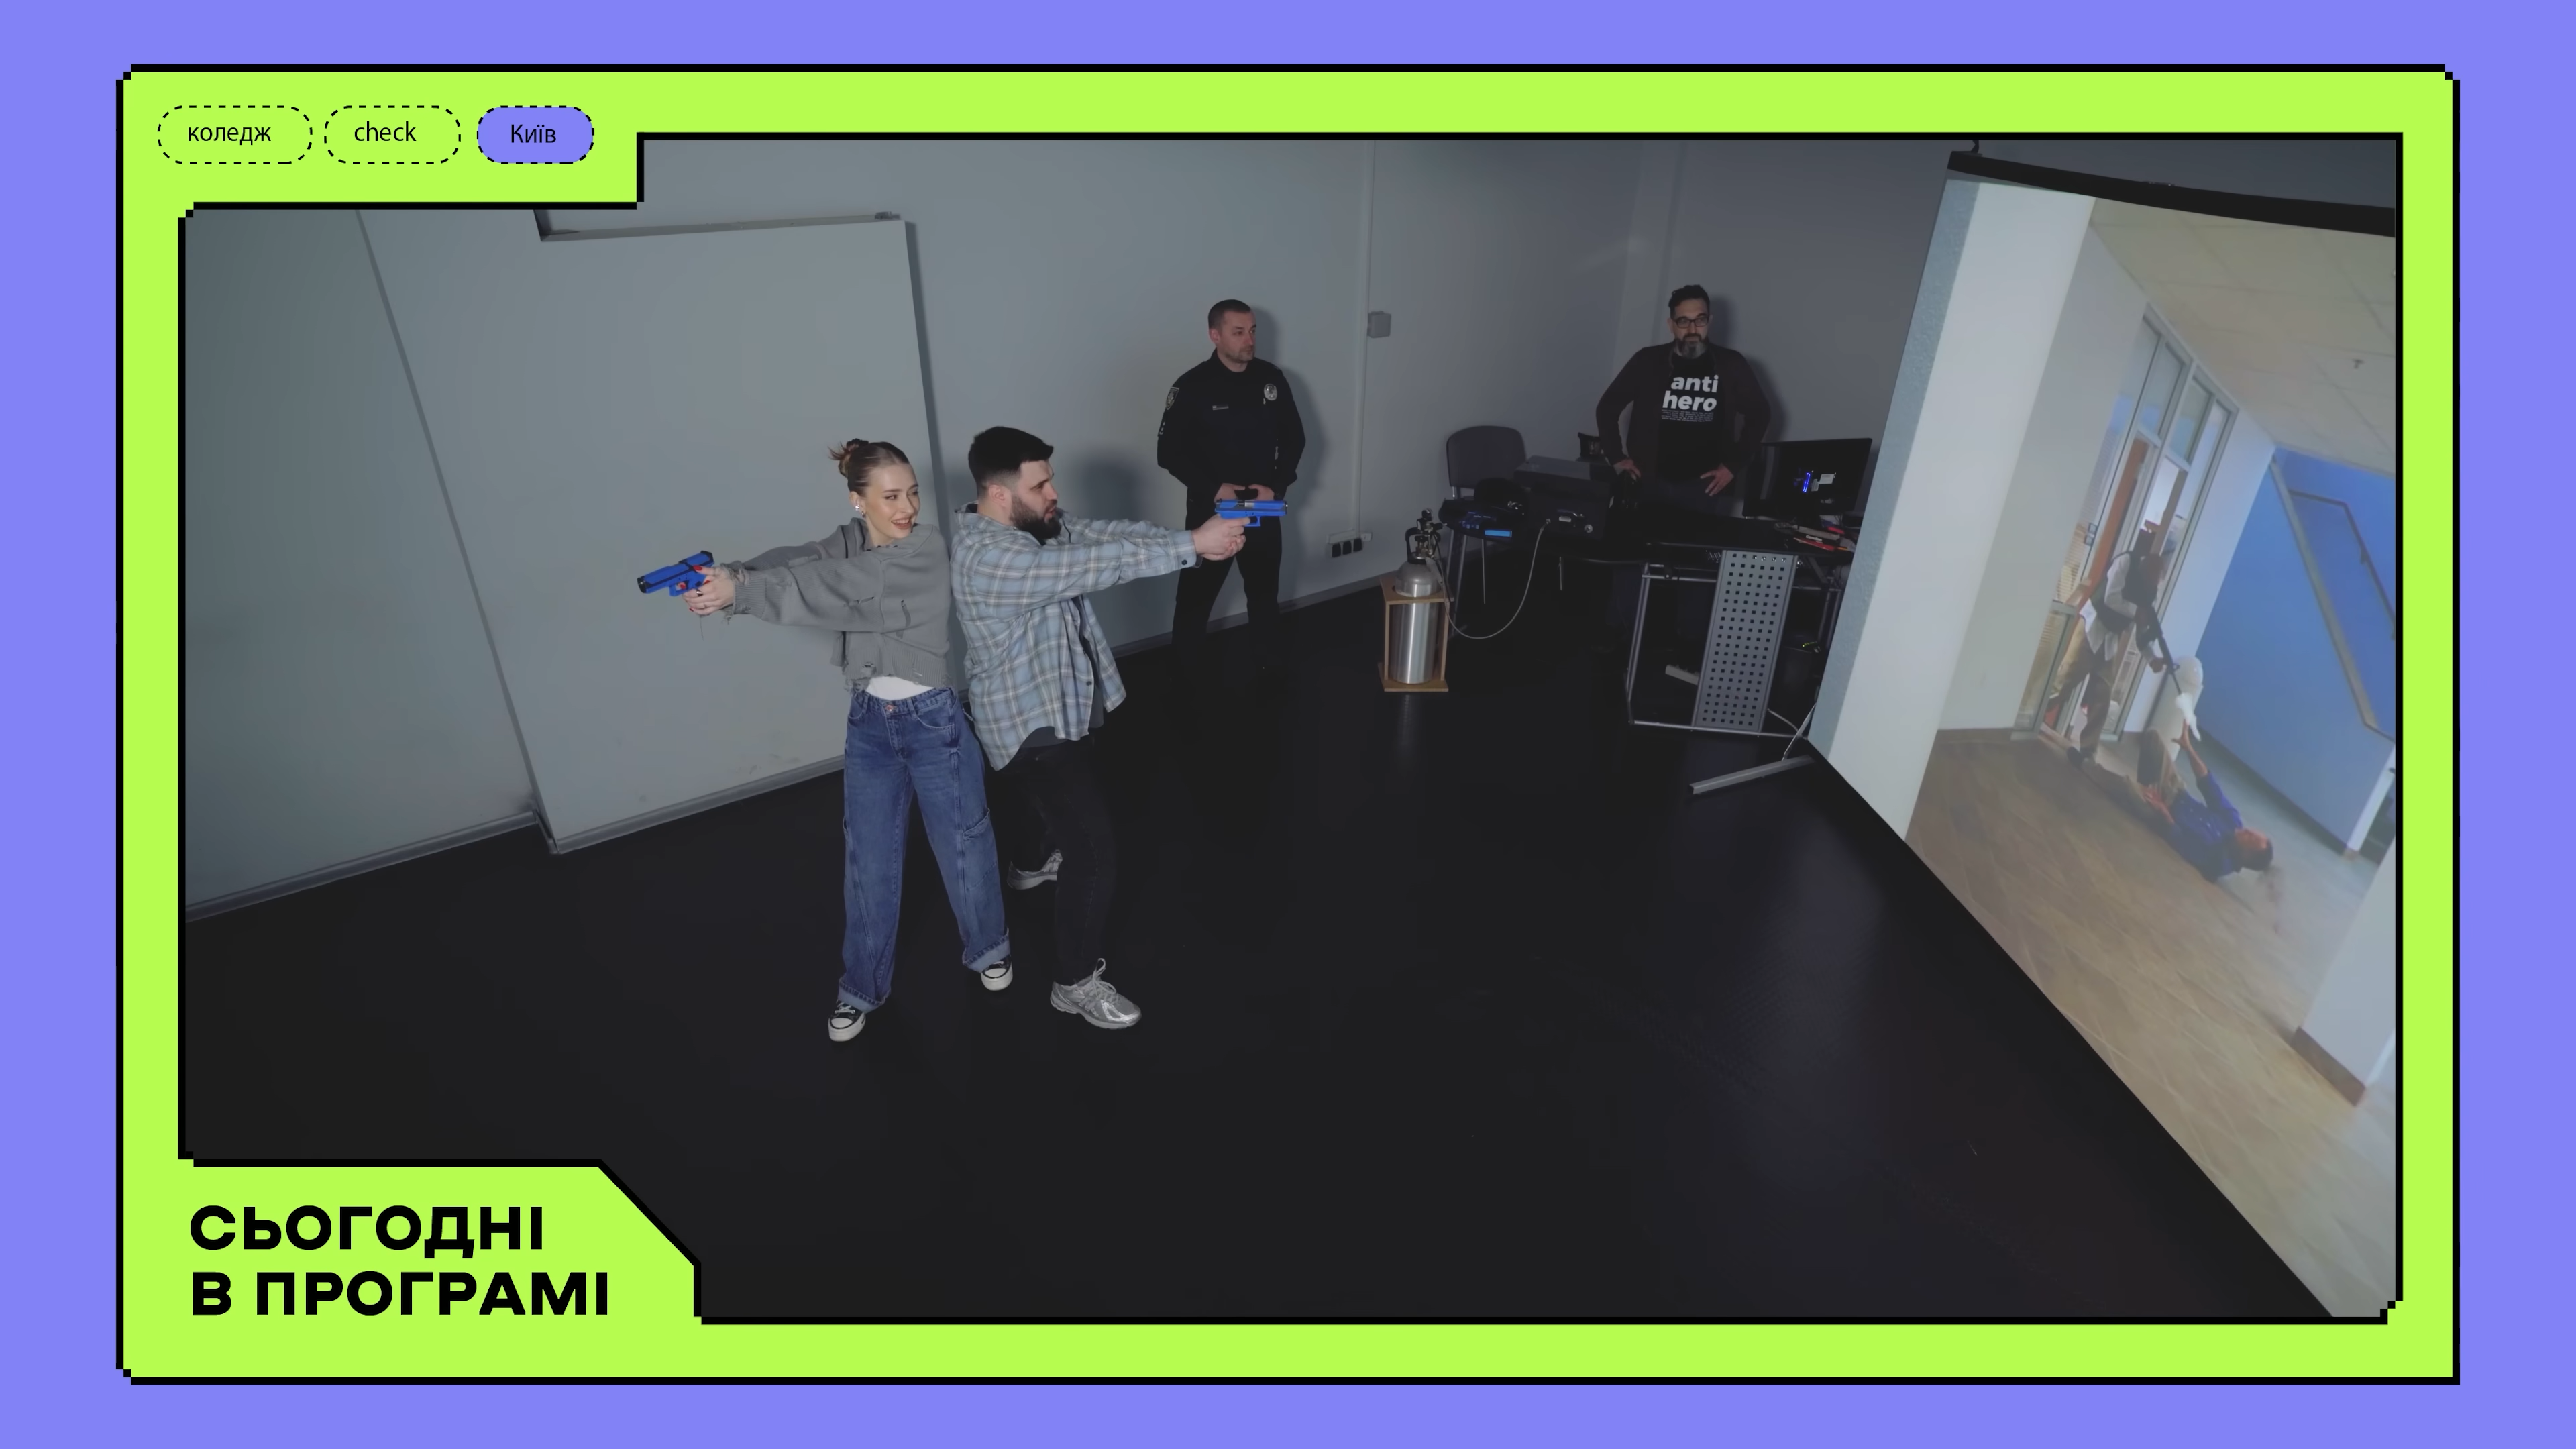 коледж
check
Київ
anti
hero
СЬОГОДНІ
В ПРОГРАМІ